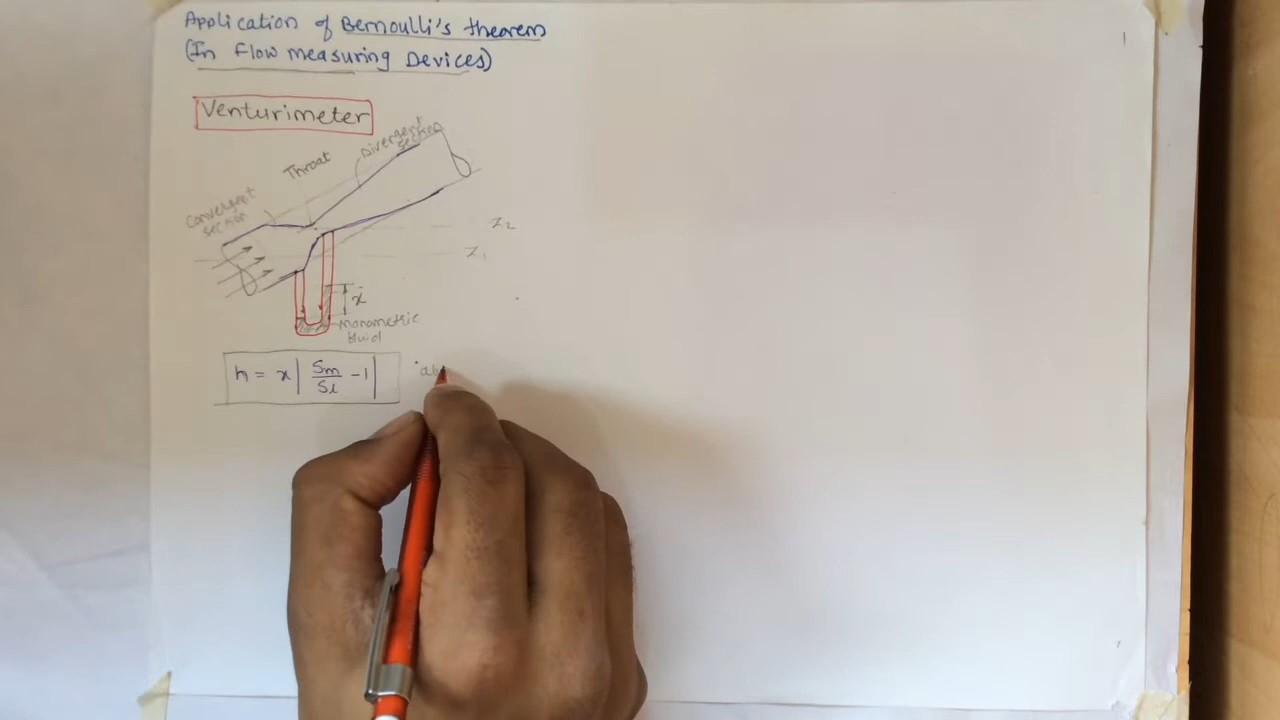 Application of Bernoulli's theorem
(In Flow measuring Devices)
Venturimeter
Divergent
section
Throat
Convergent
section
Z₂
Z₁
x
Manometric
fluid
h = x | Sm/SL - 1 |